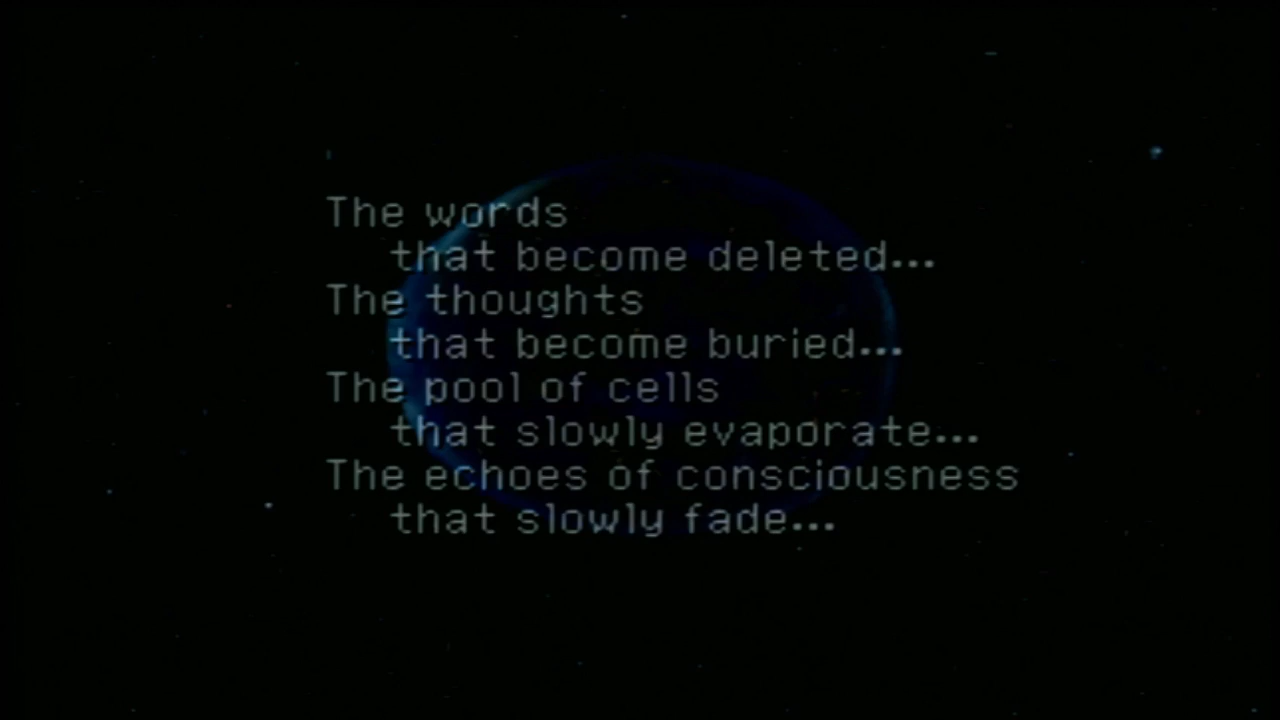 The words
that become deleted...
The thoughts
that become buried...
The pool of cells
that slowly evaporate...
The echoes of consciousness
that slowly fade...